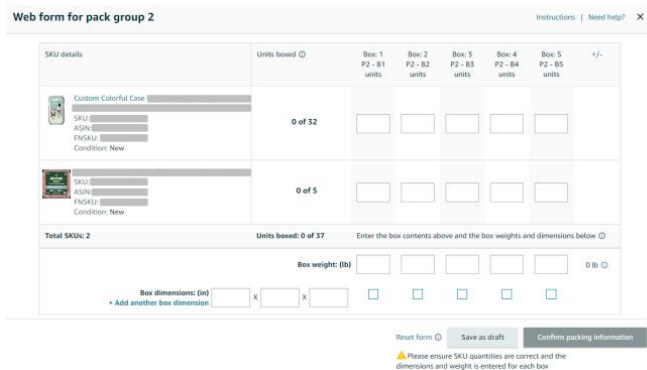 Web form for pack group 2
Instructions | Need help? X
SKU details
Units boxed
Box: 1
P2 - B1
units
Box: 2
P2 - B2
units
Box: 3
P2 - B3
units
Box: 4
P2 - B4
units
Box: 5
P2 - B5
units
+/-
Custom Colorful Case
SKU:
ASIN:
FNSKU:
Condition: New
0 of 32
SKU:
ASIN:
FNSKU:
Condition: New
0 of 5
Total SKUs: 2
Units boxed: 0 of 37
Enter the box contents above and the box weights and dimensions below
Box weight: (lb)
0 lb
Box dimensions: (in)
+ Add another box dimension
x
x
Reset form
Save as draft
Confirm packing information
Please ensure SKU quantities are correct and the
dimensions and weight is entered for each box